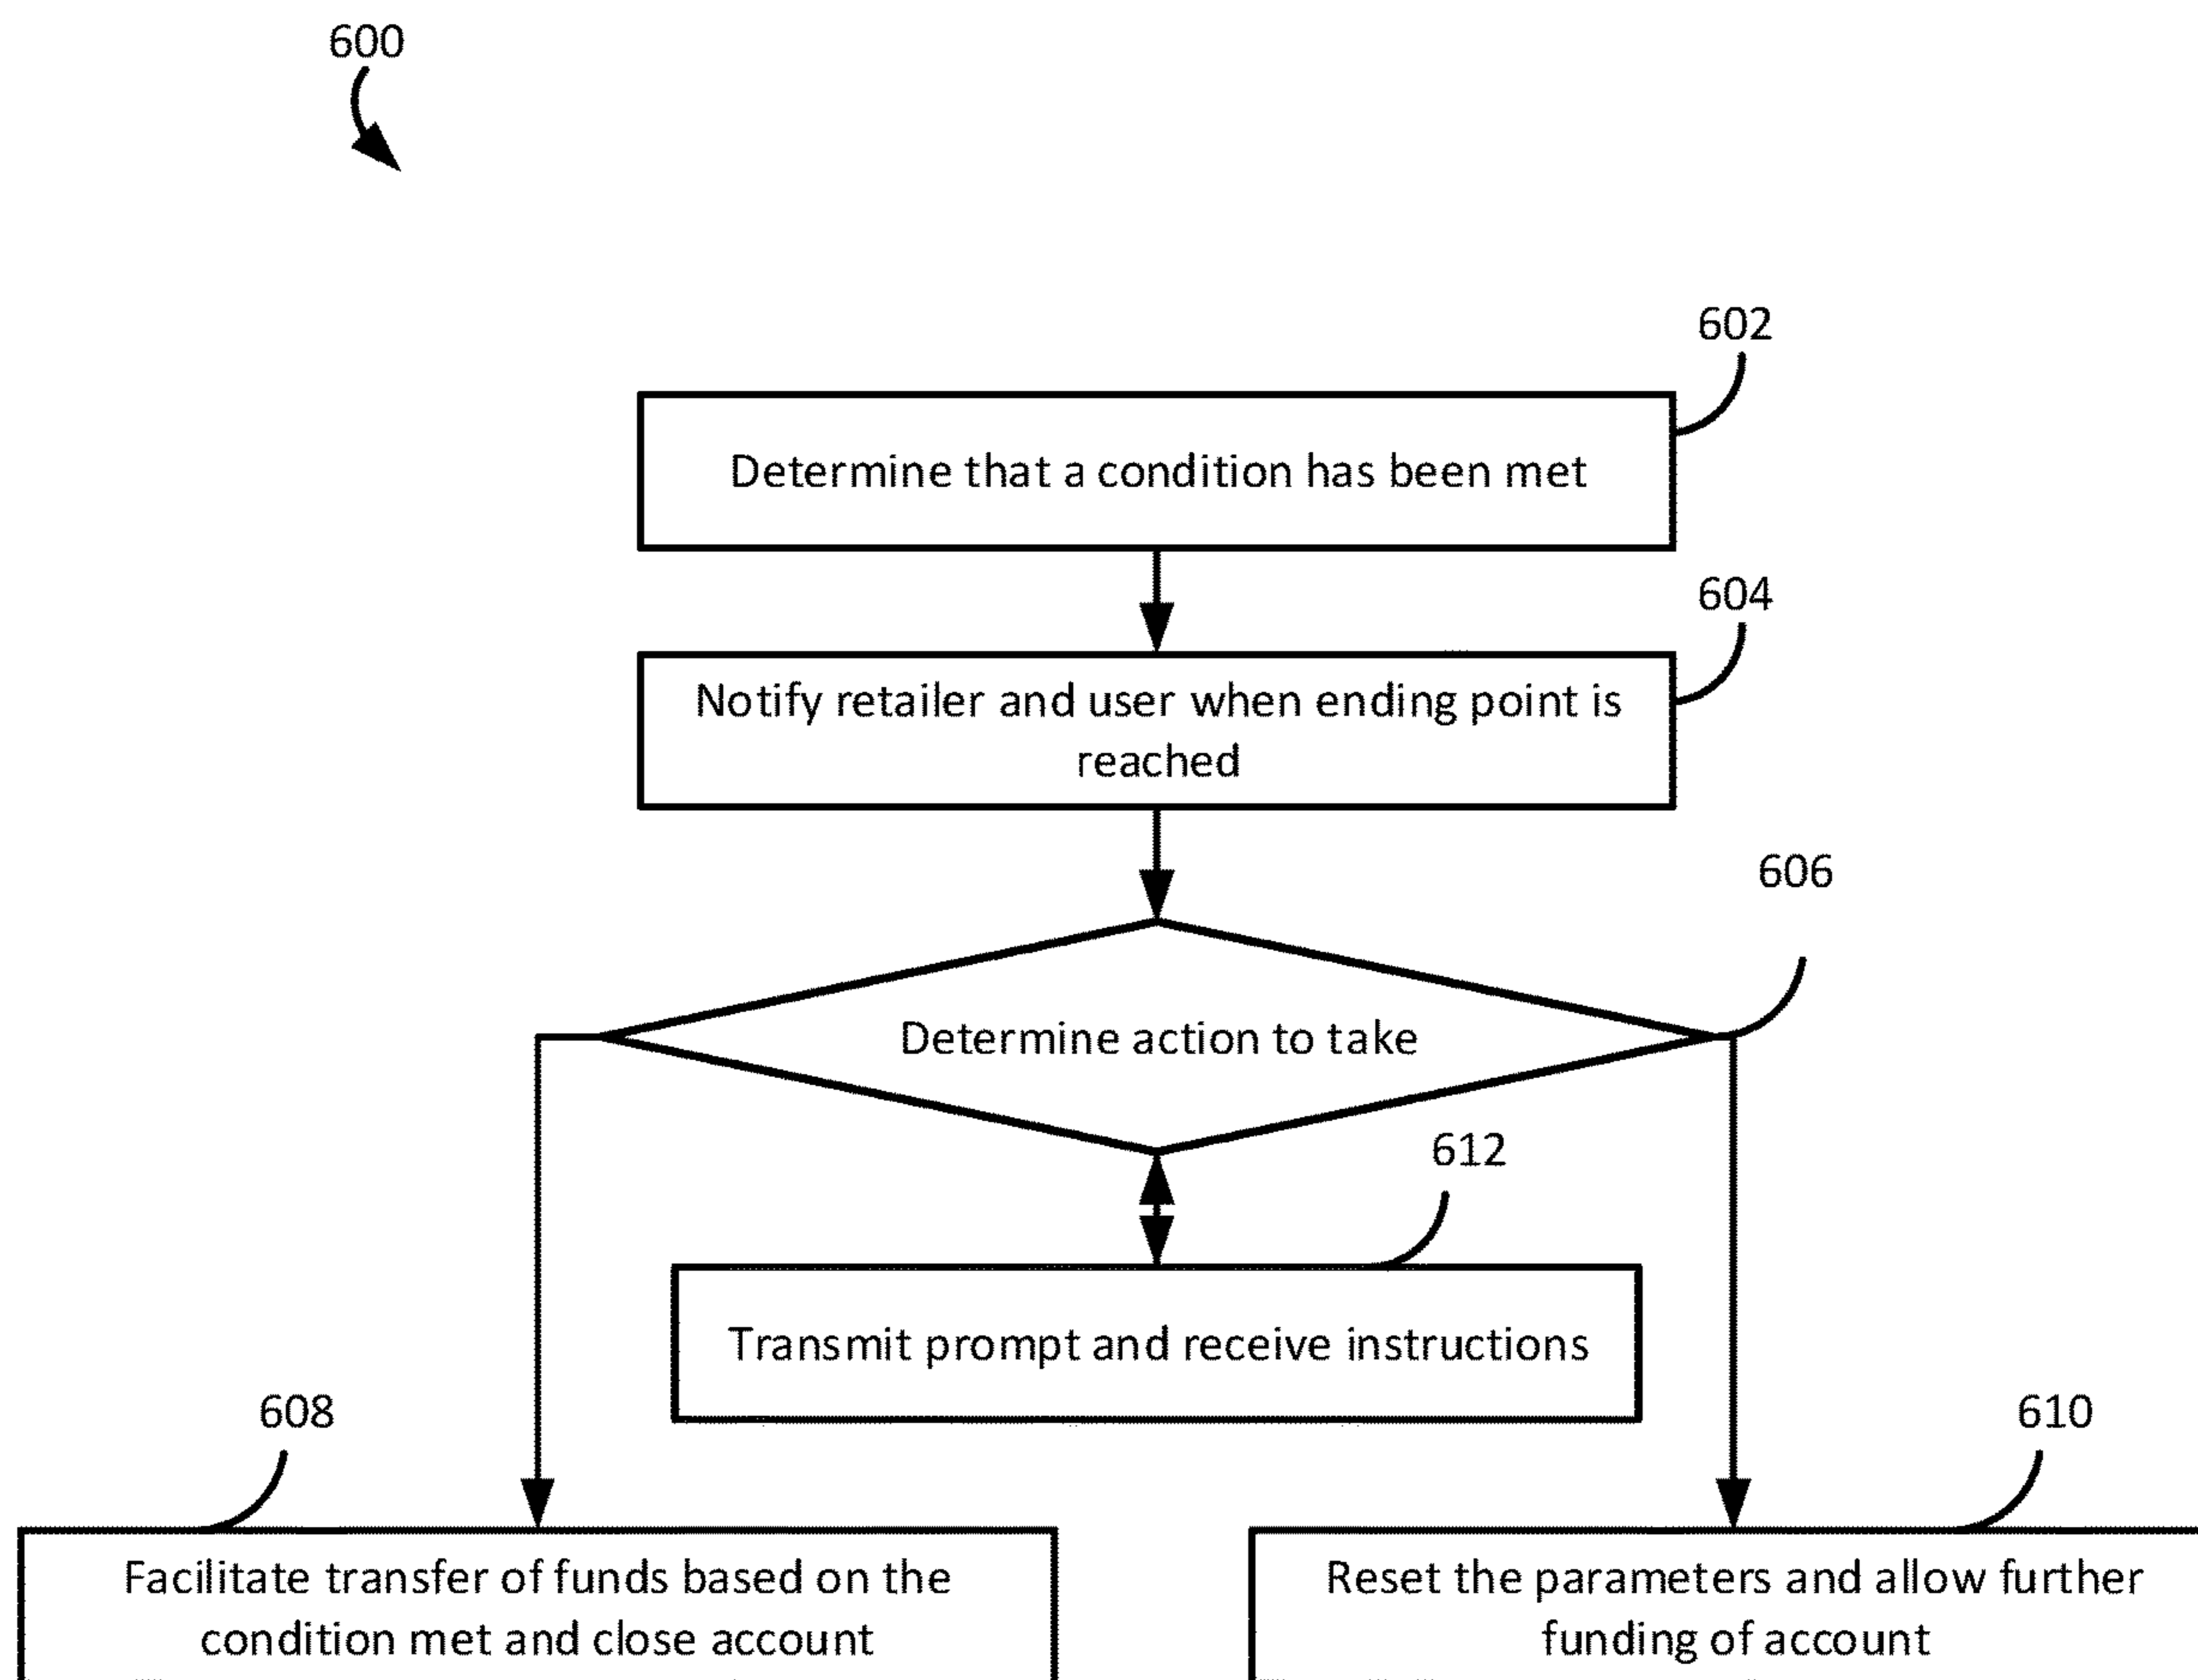 600
602
Determine that a condition has been met
604
Notify retailer and user when ending point is
reached
606
Determine action to take
612
Transmit prompt and receive instructions
608
610
Facilitate transfer of funds based on the
condition met and close account
Reset the parameters and allow further
funding of account